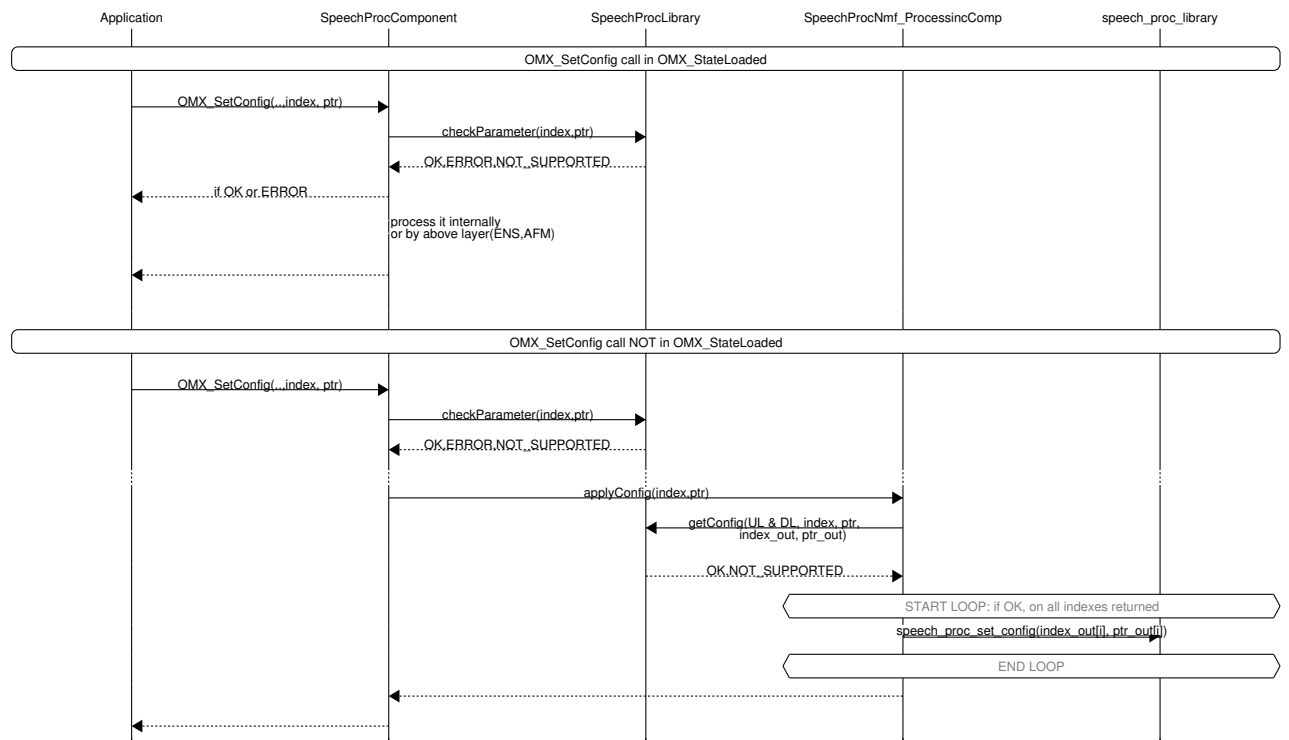 Application
SpeechProcComponent
SpeechProcLibrary
SpeechProcNmf_ProcessincComp
speech_proc_library
OMX_SetConfig call in OMX_StateLoaded
OMX_SetConfig(..,index, ptr)
checkParameter(index,ptr)
OK,ERROR,NOT_SUPPORTED
if OK or ERROR
process it internally
or by above layer(ENS,AFM)
OMX_SetConfig call NOT in OMX_StateLoaded
OMX_SetConfig(..,index, ptr)
checkParameter(index,ptr)
OK,ERROR,NOT_SUPPORTED
applyConfig(index,ptr)
getConfig(UL & DL, index, ptr,
index_out, ptr_out)
OK,NOT_SUPPORTED
START LOOP: if OK, on all indexes returned
speech_proc_set_config(index_out[i], ptr_out[i])
END LOOP